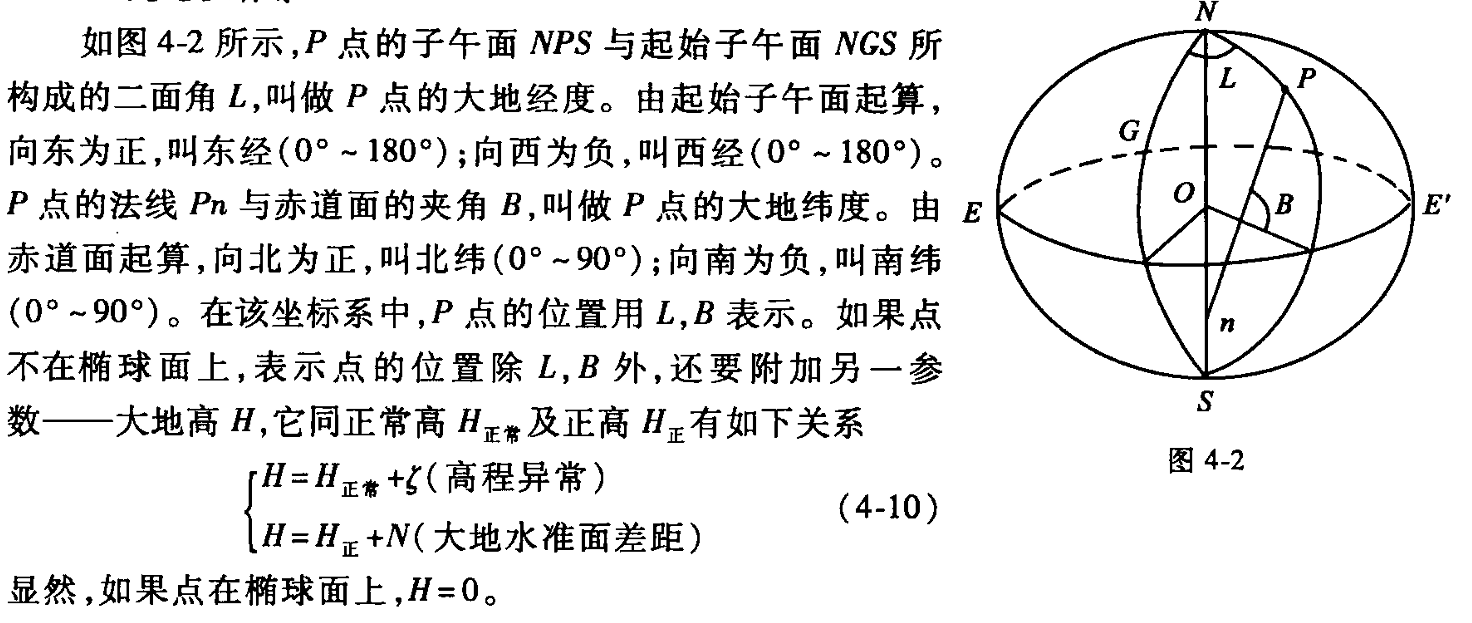 如图 4-2 所示,P 点的子午面 NPS 与起始子午面 NGS 所
构成的二面角 L,叫做 P 点的大地经度。由起始子午面起算,
向东为正,叫东经(0°~180°);向西为负,叫西经(0°~180°)。
P 点的法线 Pn 与赤道面的夹角 B,叫做 P 点的大地纬度。由
赤道面起算,向北为正,叫北纬(0°~90°);向南为负,叫南纬
(0°~90°)。在该坐标系中,P 点的位置用 L,B 表示。如果点
不在椭球面上,表示点的位置除 L,B 外,还要附加另一参
数——大地高 H,它同正常高 H正常及正高 H正有如下关系
H=H正常+ζ(高程异常)
H=H正+N(大地水准面差距)
(4-10)
显然,如果点在椭球面上,H=0。
N
L
P
G
O
B
E
E′
n
S
图 4-2